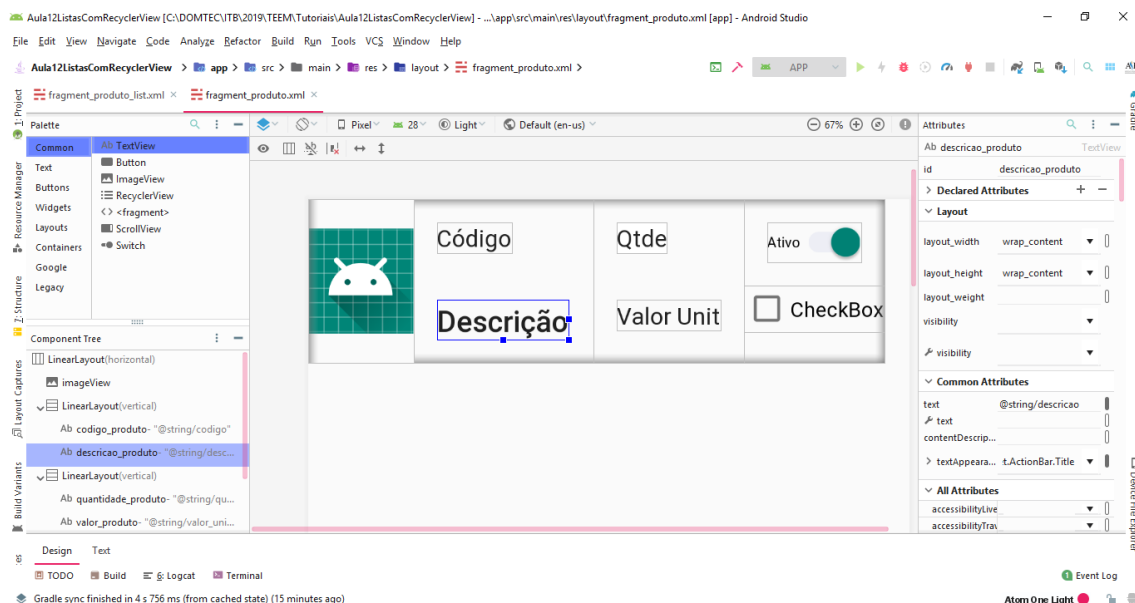 Aula12ListasComRecyclerView [C:\DOMTEC\ITB\2019\TEEM\Tutoriais\Aula12ListasComRecyclerView] - ...\app\src\main\res\layout\fragment_produto.xml [app] - Android Studio
File Edit View Navigate Code Analyze Refactor Build Run Tools VCS Window Help
Aula12ListasComRecyclerView > app > src > main > res > layout > fragment_produto.xml > APP
fragment_produto_list.xml × fragment_produto.xml ×
1: Project
Resource Manager
7: Structure
Layout Captures
Build Variants
Palette
Common
Text
Buttons
Widgets
Layouts
Containers
Google
Legacy
Ab TextView
Button
ImageView
RecyclerView
<> <fragment>
ScrollView
Switch
Component Tree
LinearLayout(horizontal)
imageView
LinearLayout(vertical)
Ab codigo_produto- "@string/codigo"
Ab descricao_produto- "@string/desc...
LinearLayout(vertical)
Ab quantidade_produto- "@string/qu...
Ab valor_produto- "@string/valor_uni...
Pixel 28 Light Default (en-us) 67%
Código Qtde Ativo
Descrição Valor Unit CheckBox
Attributes
Ab descricao_produto TextView
id descricao_produto
> Declared Attributes + −
Layout
layout_width wrap_content
layout_height wrap_content
layout_weight
visibility
visibility
Common Attributes
text @string/descricao
text
contentDescrip...
> textAppeara... t.ActionBar.Title
All Attributes
accessibilityLive
accessibilityTrav
Gradle
Device File Explorer
Design Text
TODO Build 6: Logcat Terminal 1 Event Log
Gradle sync finished in 4 s 756 ms (from cached state) (15 minutes ago) Atom One Light